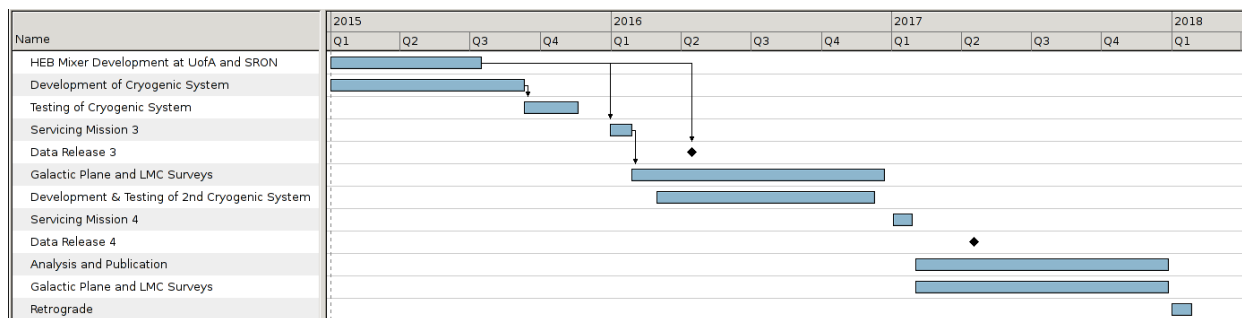 2015 2016 2017 2018
Name Q1 Q2 Q3 Q4 Q1 Q2 Q3 Q4 Q1 Q2 Q3 Q4 Q1
HEB Mixer Development at UofA and SRON
Development of Cryogenic System
Testing of Cryogenic System
Servicing Mission 3
Data Release 3
Galactic Plane and LMC Surveys
Development & Testing of 2nd Cryogenic System
Servicing Mission 4
Data Release 4
Analysis and Publication
Galactic Plane and LMC Surveys
Retrograde